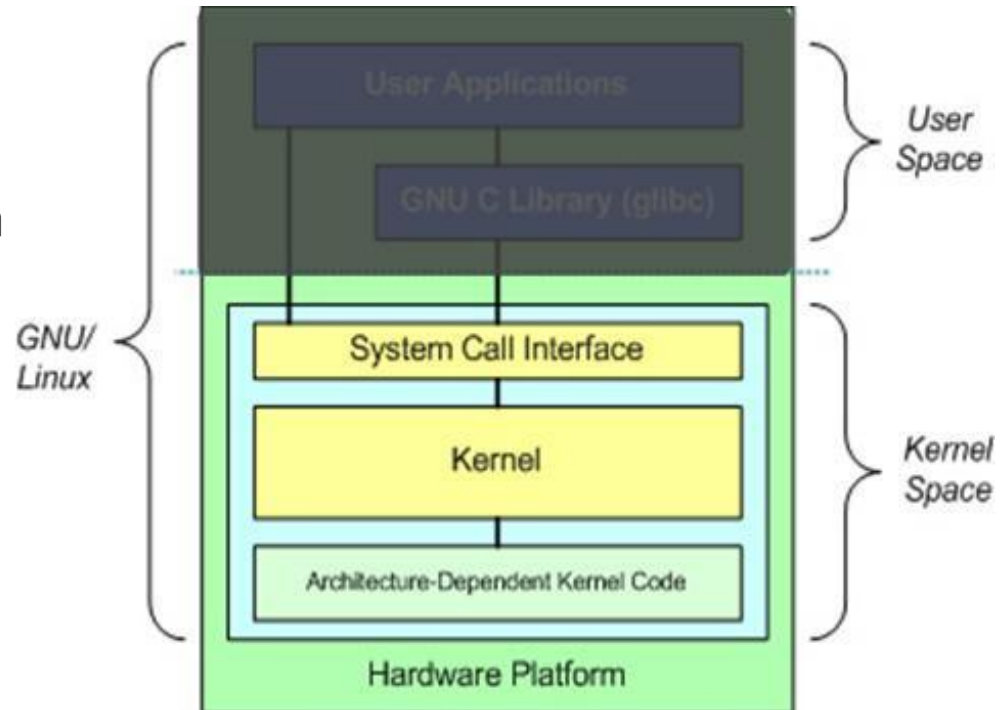 User Applications
GNU C Library (glibc)
User
Space
GNU/
Linux
System Call Interface
Kernel
Architecture-Dependent Kernel Code
Kernel
Space
Hardware Platform